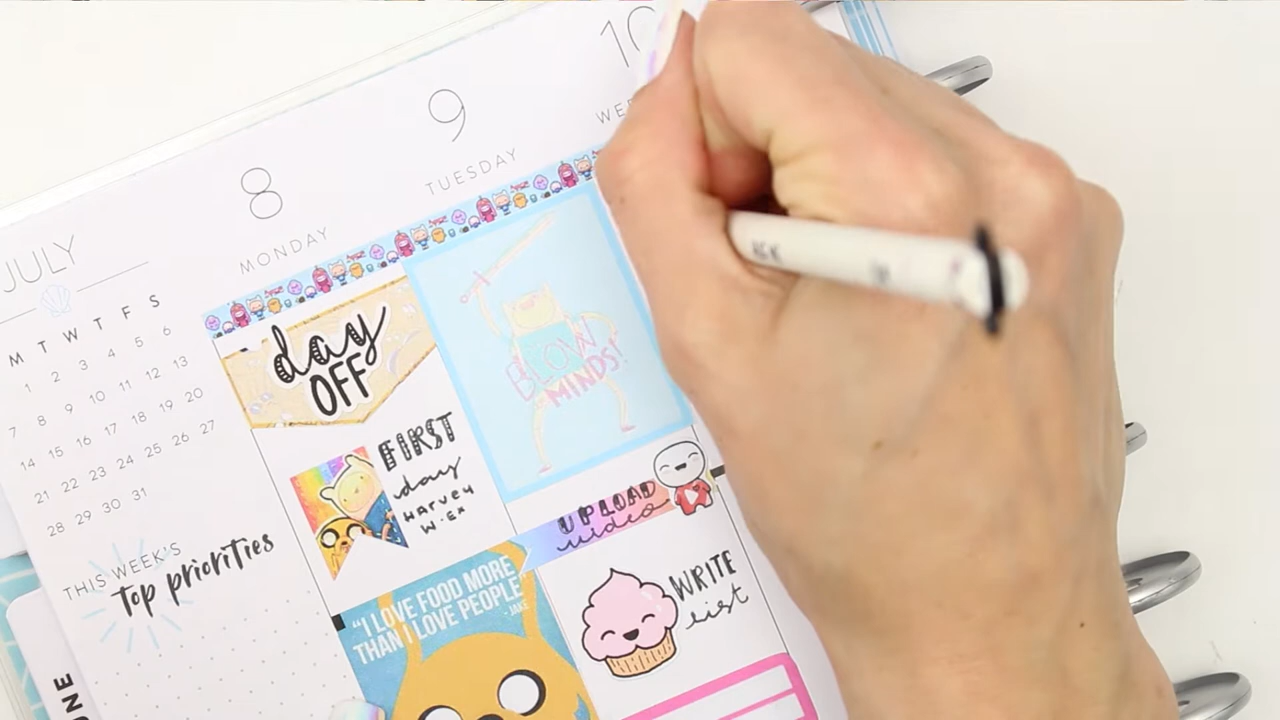 JULY
M T W T F S
1 2 3 4 5 6
7 8 9 10 11 12 13
14 15 16 17 18 19 20
21 22 23 24 25 26 27
28 29 30 31
THIS WEEK'S
top priorities
8
MONDAY
day
OFF
FIRST
day
HARVEY
W.EX
"I LOVE FOOD MORE
THAN I LOVE PEOPLE"
- JAKE
9
TUESDAY
BLOW
MINDS!
UPLOAD
video
WRITE
list
10
WE